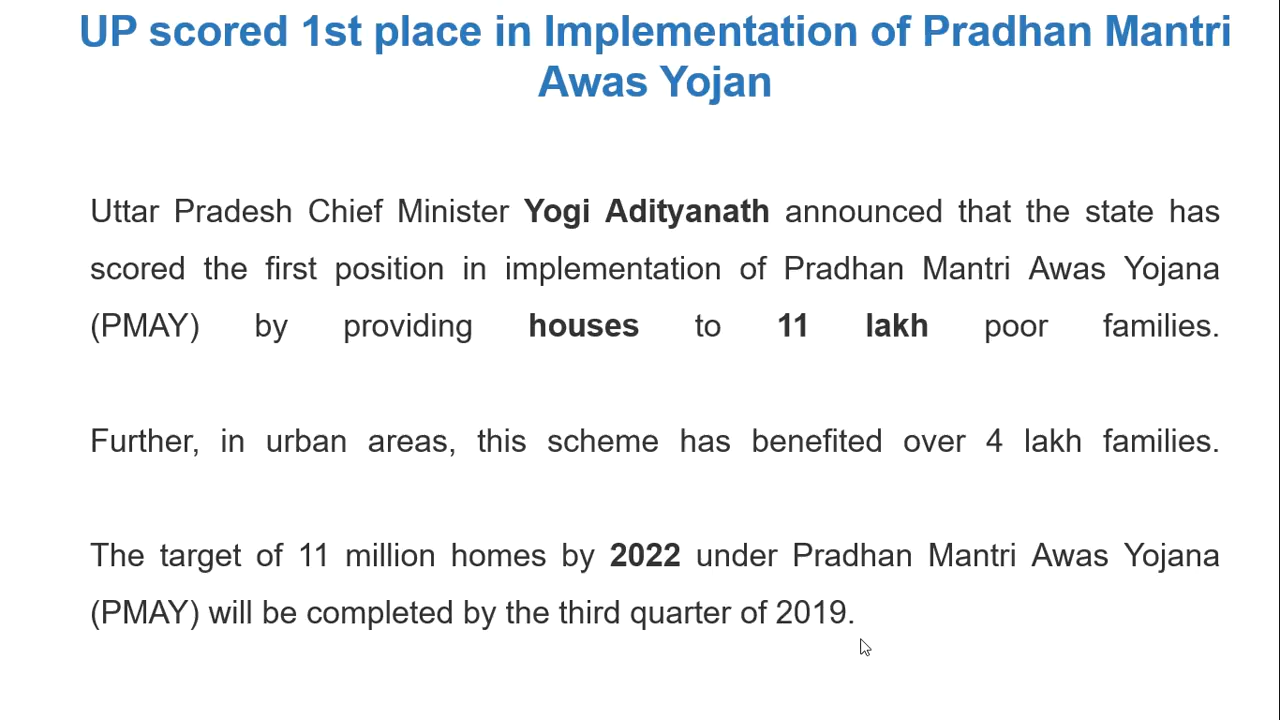 UP scored 1st place in Implementation of Pradhan Mantri
Awas Yojan
Uttar Pradesh Chief Minister Yogi Adityanath announced that the state has
scored the first position in implementation of Pradhan Mantri Awas Yojana
(PMAY) by providing houses to 11 lakh poor families.
Further, in urban areas, this scheme has benefited over 4 lakh families.
The target of 11 million homes by 2022 under Pradhan Mantri Awas Yojana
(PMAY) will be completed by the third quarter of 2019.